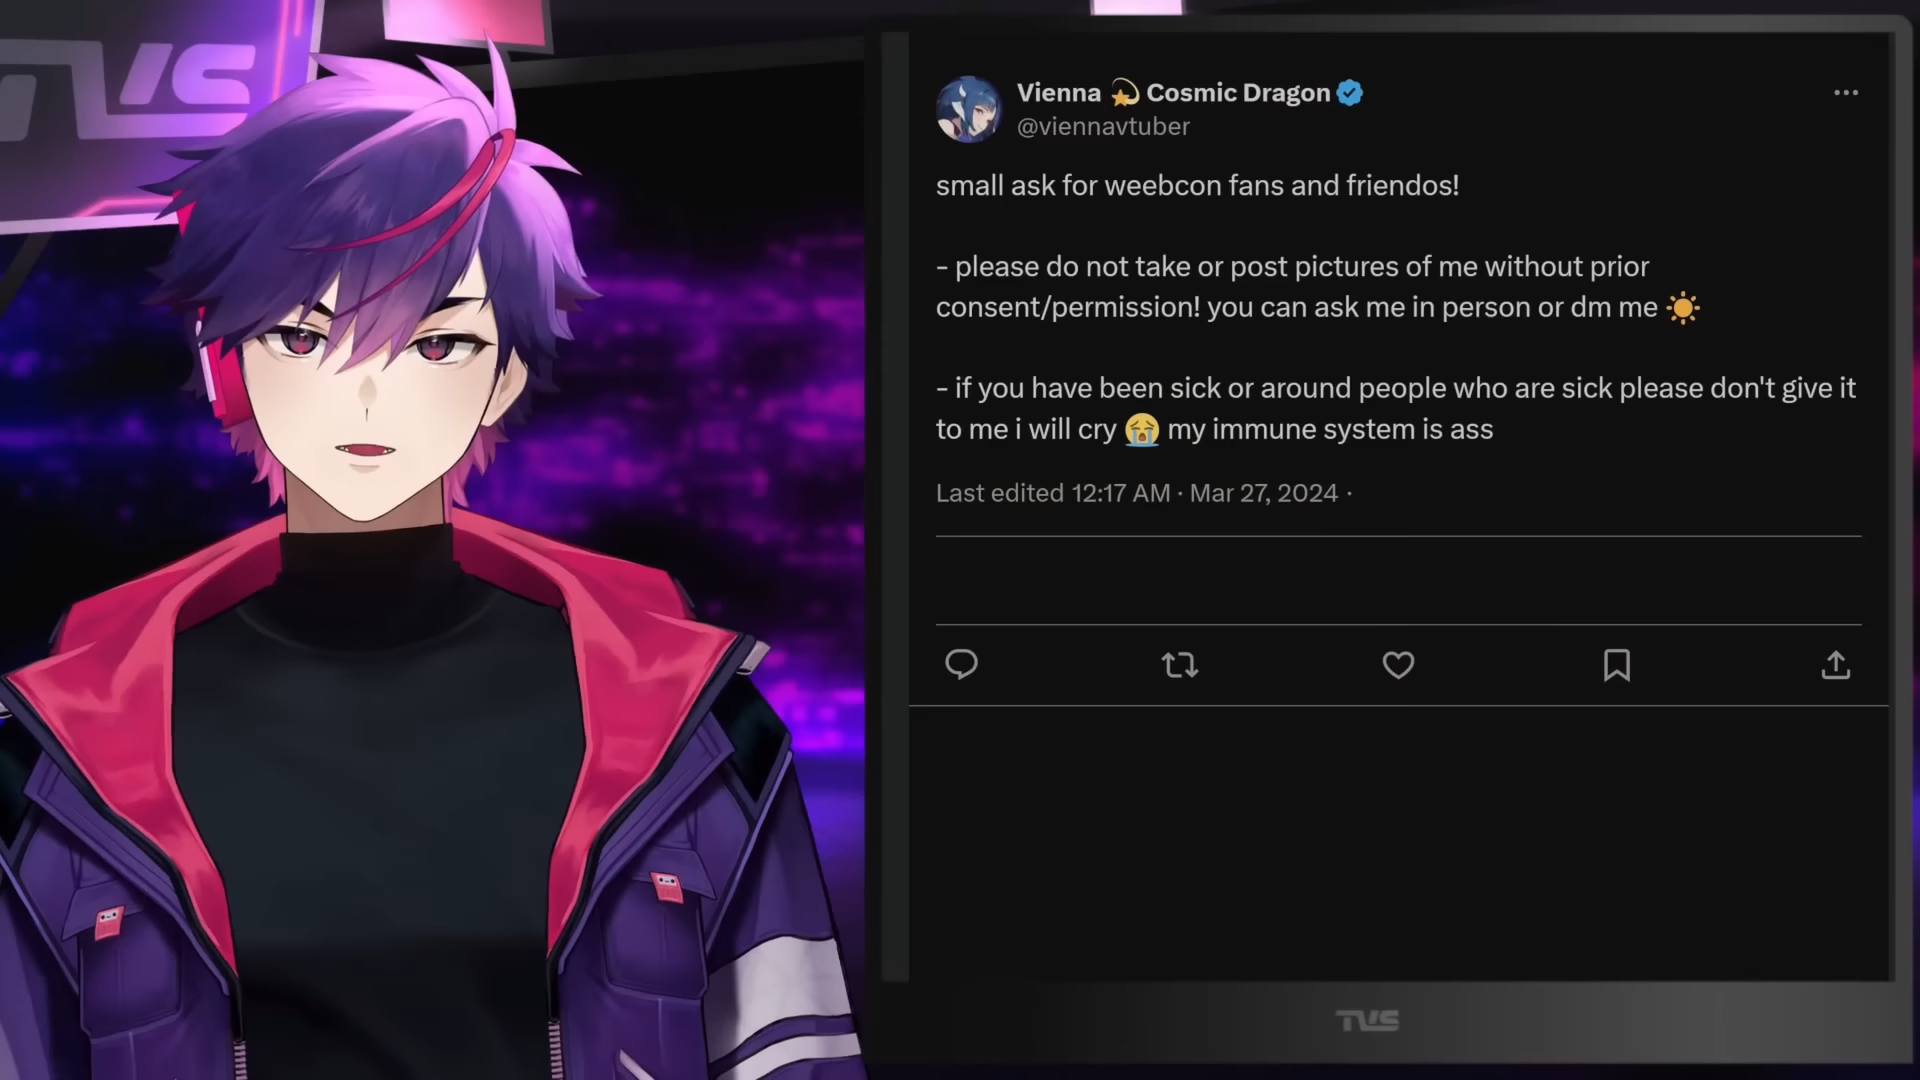 TVS
Vienna 💫 Cosmic Dragon
@viennavtuber
small ask for weebcon fans and friendos!
- please do not take or post pictures of me without prior
consent/permission! you can ask me in person or dm me ☀️
- if you have been sick or around people who are sick please don't give it
to me i will cry 😭 my immune system is ass
Last edited 12:17 AM · Mar 27, 2024 ·
TVS